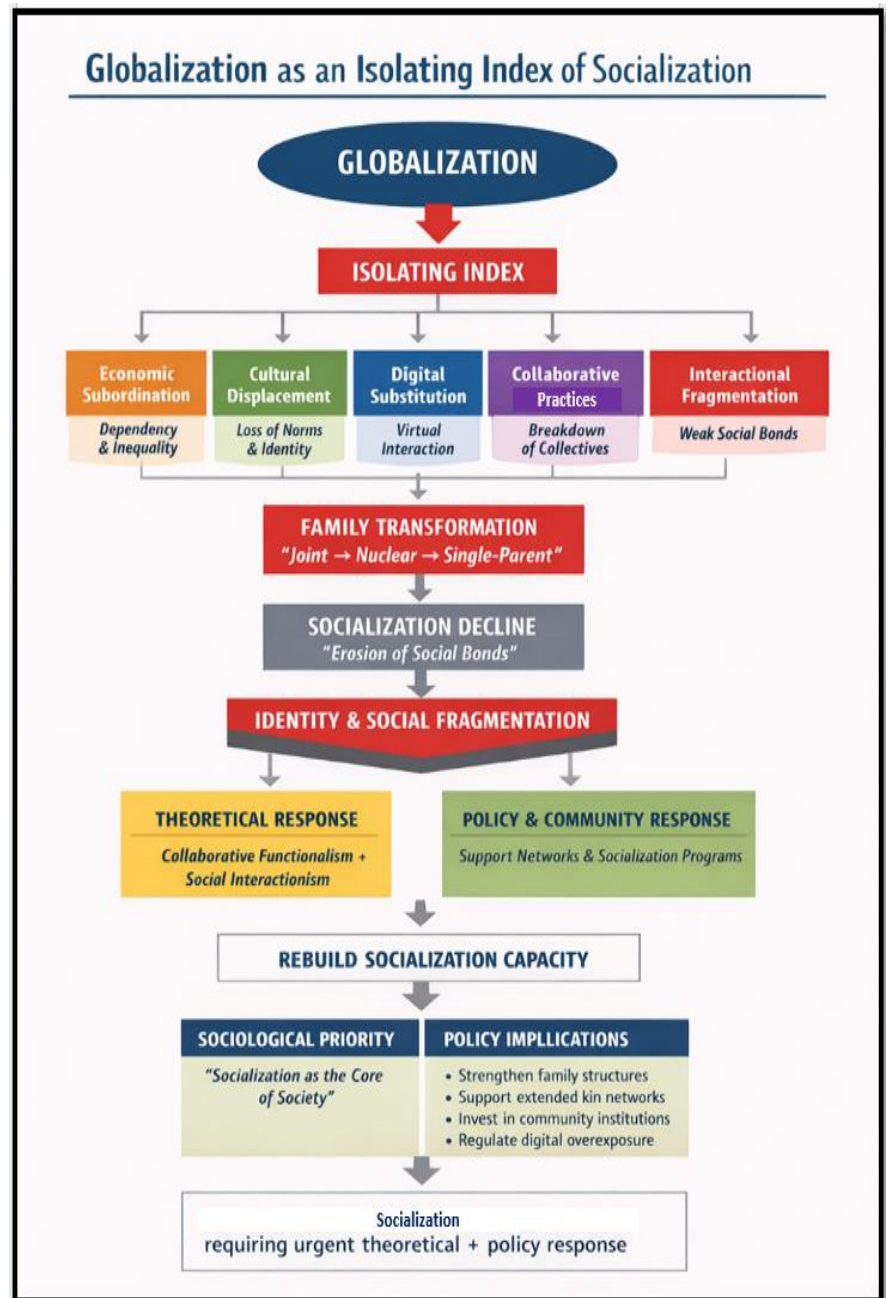 Globalization as an Isolating Index of Socialization
GLOBALIZATION
ISOLATING INDEX
Economic
Subordination
Dependency
& Inequality
Cultural
Displacement
Loss of Norms
& Identity
Digital
Substitution
Virtual
Interaction
Collaborative
Practices
Breakdown
of Collectives
Interactional
Fragmentation
Weak Social Bonds
FAMILY TRANSFORMATION
"Joint → Nuclear → Single-Parent"
SOCIALIZATION DECLINE
"Erosion of Social Bonds"
IDENTITY & SOCIAL FRAGMENTATION
THEORETICAL RESPONSE
Collaborative Functionalism +
Social Interactionism
POLICY & COMMUNITY RESPONSE
Support Networks & Socialization Programs
REBUILD SOCIALIZATION CAPACITY
SOCIOLOGICAL PRIORITY
"Socialization as the Core
of Society"
POLICY IMPLLICATIONS
• Strengthen family structures
• Support extended kin networks
• Invest in community institutions
• Regulate digital overexposure
Socialization
requiring urgent theoretical + policy response